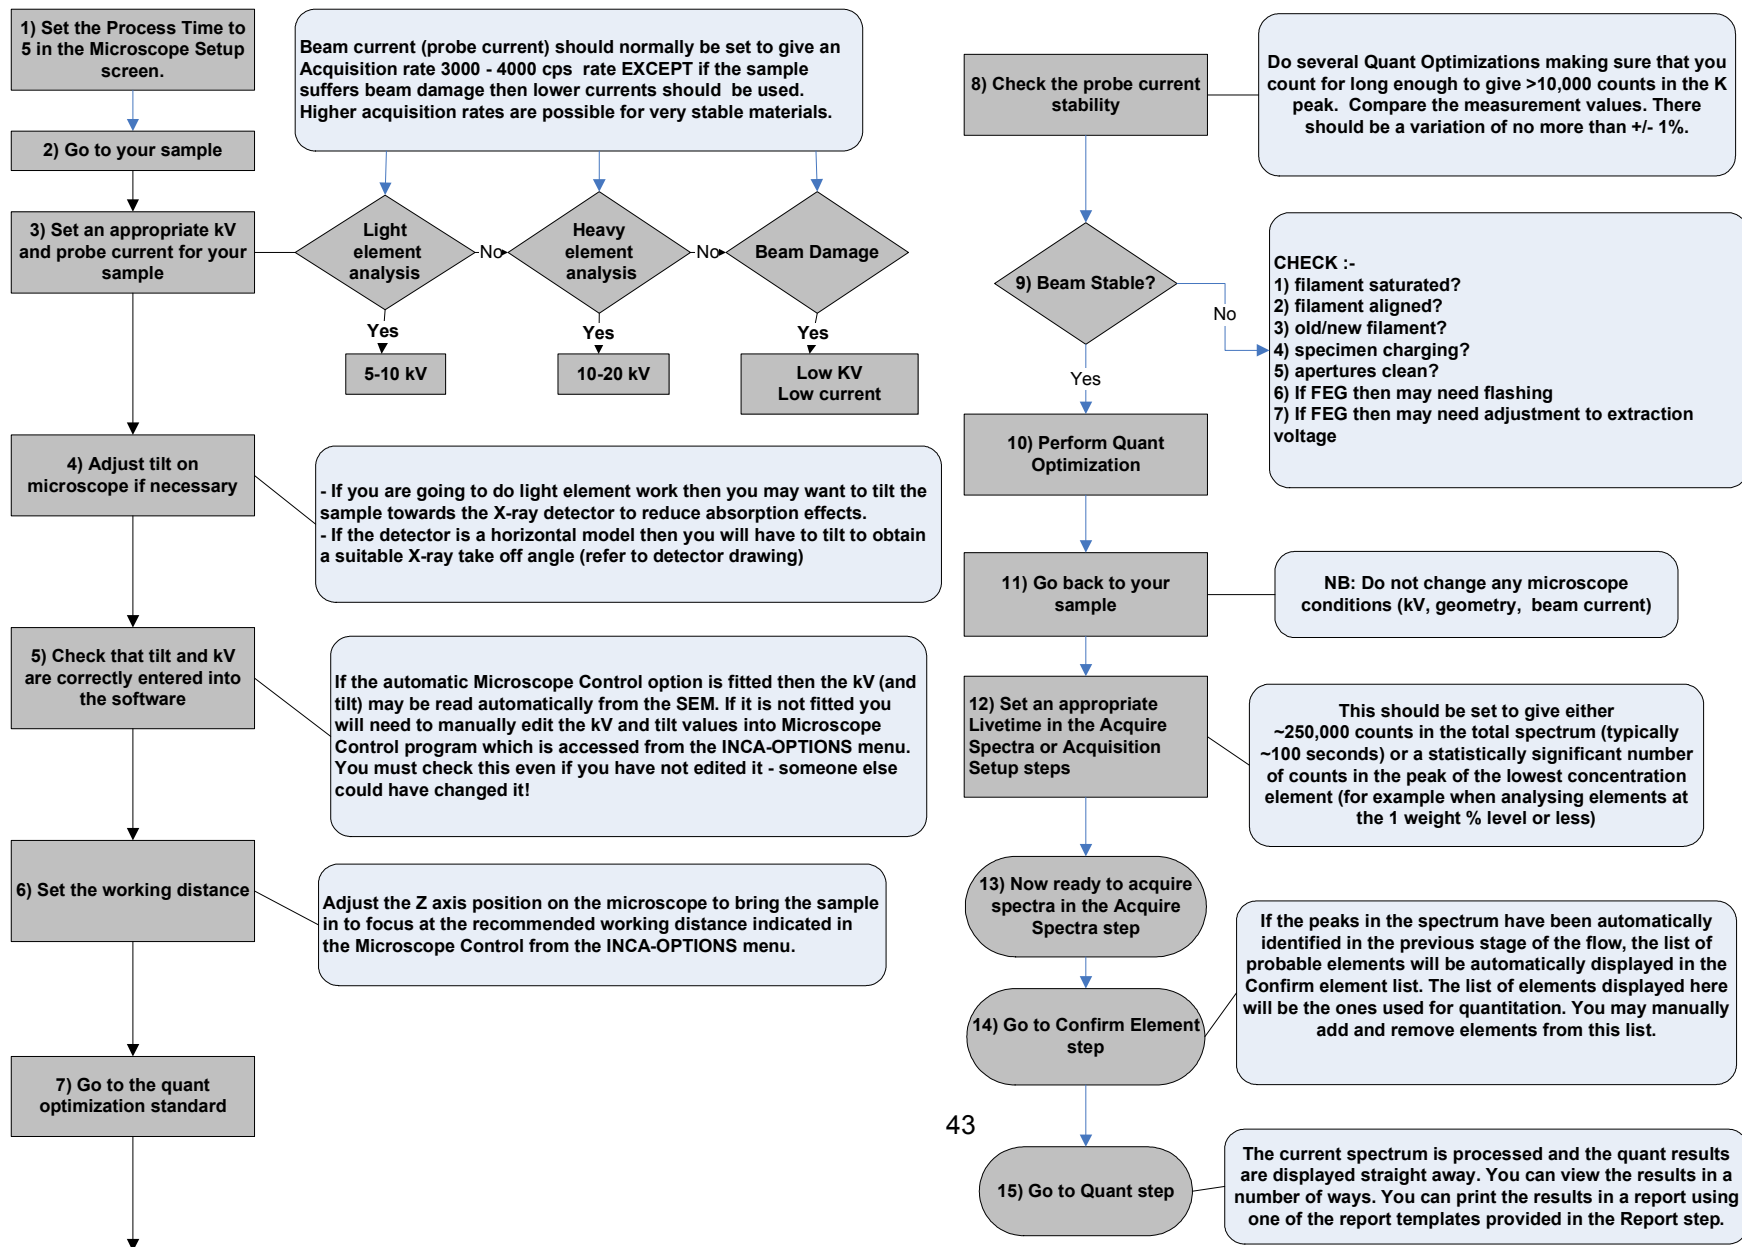 1) Set the Process Time to
5 in the Microscope Setup
screen.
Beam current (probe current) should normally be set to give an
Acquisition rate 3000 - 4000 cps  rate EXCEPT if the sample
suffers beam damage then lower currents should  be used.
Higher acquisition rates are possible for very stable materials.
2) Go to your sample
3) Set an appropriate kV
and probe current for your
sample
Light
element
analysis
No
Heavy
element
analysis
No
Beam Damage
Yes
Yes
Yes
5-10 kV
10-20 kV
Low KV
Low current
4) Adjust tilt on
microscope if necessary
- If you are going to do light element work then you may want to tilt the
sample towards the X-ray detector to reduce absorption effects.
- If the detector is a horizontal model then you will have to tilt to obtain
a suitable X-ray take off angle (refer to detector drawing)
5) Check that tilt and kV
are correctly entered into
the software
If the automatic Microscope Control option is fitted then the kV (and
tilt) may be read automatically from the SEM. If it is not fitted you
will need to manually edit the kV and tilt values into Microscope
Control program which is accessed from the INCA-OPTIONS menu.
You must check this even if you have not edited it - someone else
could have changed it!
6) Set the working distance
Adjust the Z axis position on the microscope to bring the sample
in to focus at the recommended working distance indicated in
the Microscope Control from the INCA-OPTIONS menu.
7) Go to the quant
optimization standard
8) Check the probe current
stability
Do several Quant Optimizations making sure that you
count for long enough to give >10,000 counts in the K
peak.  Compare the measurement values. There
should be a variation of no more than +/- 1%.
9) Beam Stable?
No
Yes
CHECK :-
1) filament saturated?
2) filament aligned?
3) old/new filament?
4) specimen charging?
5) apertures clean?
6) If FEG then may need flashing
7) If FEG then may need adjustment to extraction
voltage
10) Perform Quant
Optimization
11) Go back to your
sample
NB: Do not change any microscope
conditions (kV, geometry,  beam current)
12) Set an appropriate
Livetime in the Acquire
Spectra or Acquisition
Setup steps
This should be set to give either
~250,000 counts in the total spectrum (typically
~100 seconds) or a statistically significant number
of counts in the peak of the lowest concentration
element (for example when analysing elements at
the 1 weight % level or less)
13) Now ready to acquire
spectra in the Acquire
Spectra step
If the peaks in the spectrum have been automatically
identified in the previous stage of the flow, the list of
probable elements will be automatically displayed in the
Confirm element list. The list of elements displayed here
will be the ones used for quantitation. You may manually
add and remove elements from this list.
14) Go to Confirm Element
step
43
15) Go to Quant step
The current spectrum is processed and the quant results
are displayed straight away. You can view the results in a
number of ways. You can print the results in a report using
one of the report templates provided in the Report step.